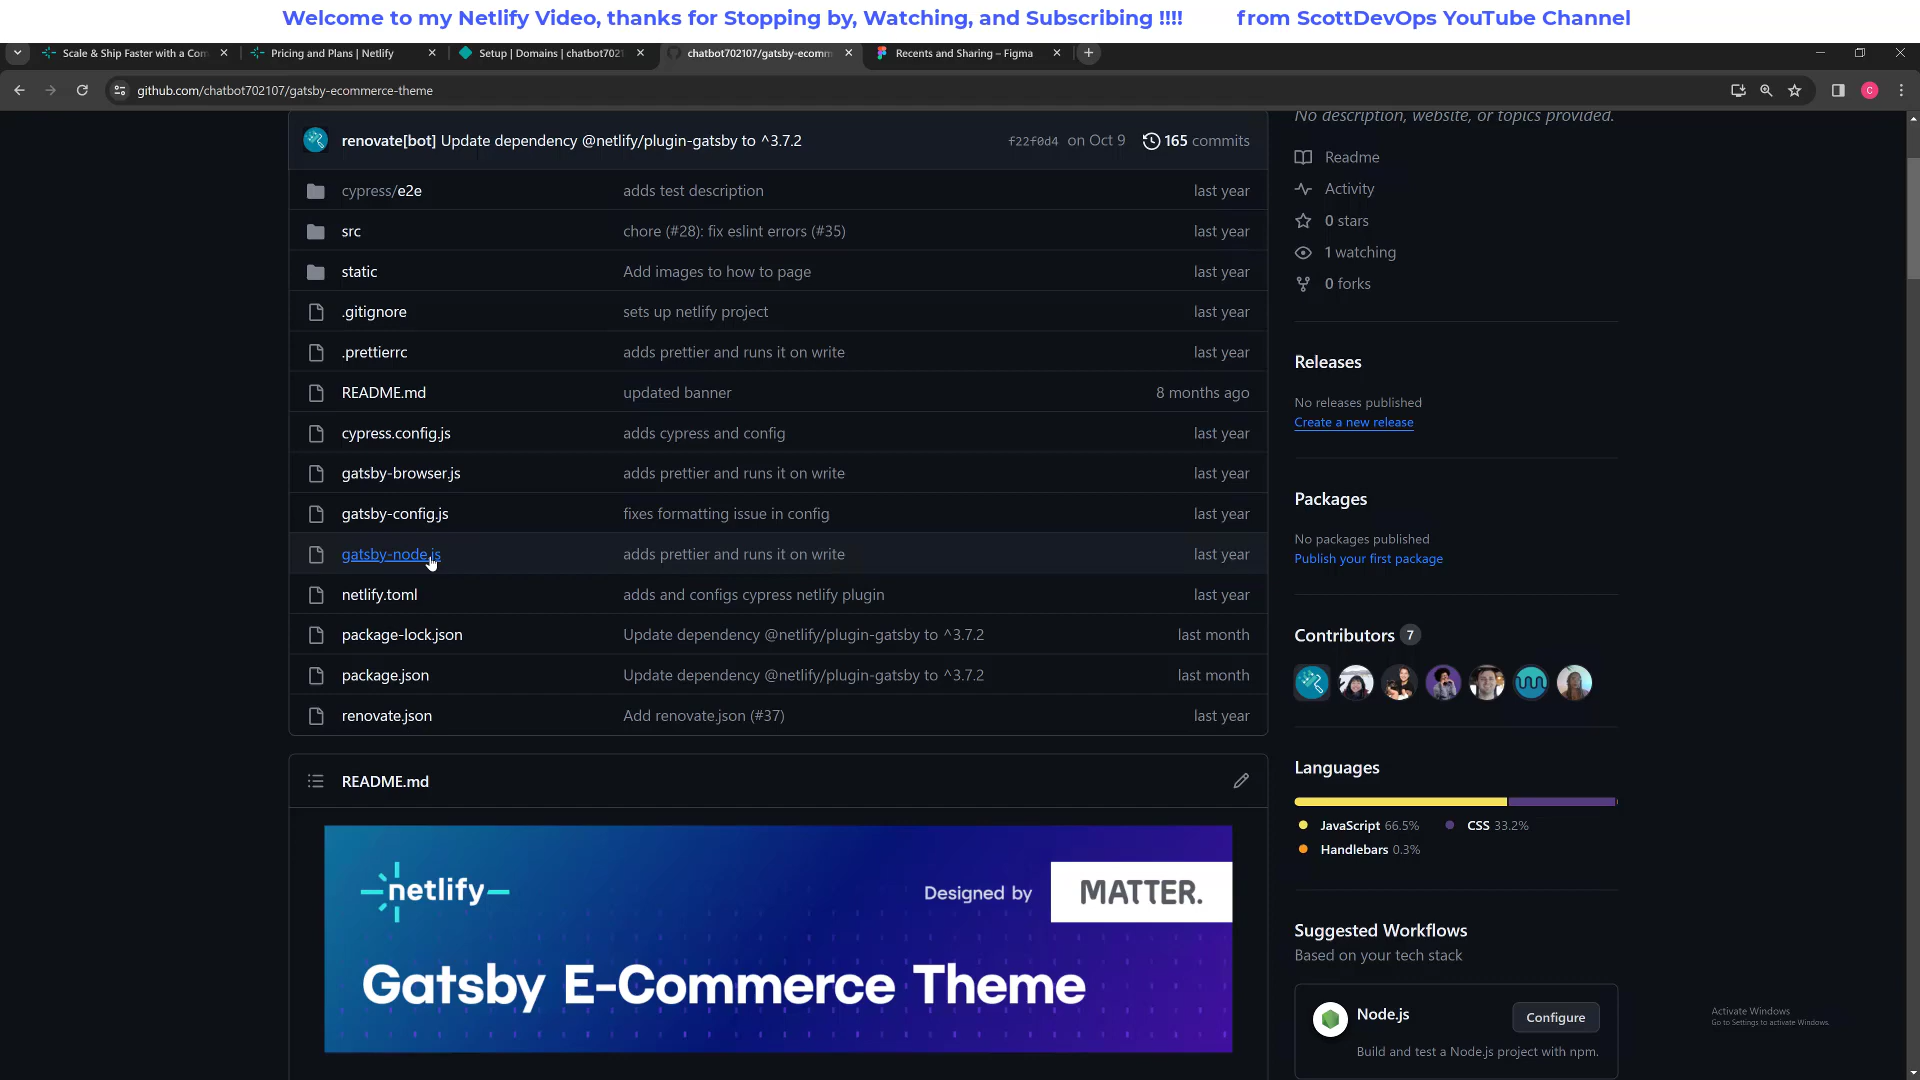 Welcome to my Netlify Video, thanks for Stopping by, Watching, and Subscribing !!!! from ScottDevOps YouTube Channel
Scale & Ship Faster with a Com
Pricing and Plans | Netlify
Setup | Domains | chatbot7021
chatbot702107/gatsby-ecomm
Recents and Sharing – Figma
github.com/chatbot702107/gatsby-ecommerce-theme
C
renovate[bot] Update dependency @netlify/plugin-gatsby to ^3.7.2
f22f0d4 on Oct 9
165 commits
cypress/e2e adds test description last year
src chore (#28): fix eslint errors (#35) last year
static Add images to how to page last year
.gitignore sets up netlify project last year
.prettierrc adds prettier and runs it on write last year
README.md updated banner 8 months ago
cypress.config.js adds cypress and config last year
gatsby-browser.js adds prettier and runs it on write last year
gatsby-config.js fixes formatting issue in config last year
gatsby-node.js adds prettier and runs it on write last year
netlify.toml adds and configs cypress netlify plugin last year
package-lock.json Update dependency @netlify/plugin-gatsby to ^3.7.2 last month
package.json Update dependency @netlify/plugin-gatsby to ^3.7.2 last month
renovate.json Add renovate.json (#37) last year
README.md
netlify
Designed by MATTER.
Gatsby E-Commerce Theme
No description, website, or topics provided.
Readme
Activity
0 stars
1 watching
0 forks
Releases
No releases published
Create a new release
Packages
No packages published
Publish your first package
Contributors 7
Languages
JavaScript 66.5% CSS 33.2%
Handlebars 0.3%
Suggested Workflows
Based on your tech stack
Node.js
Configure
Build and test a Node.js project with npm.
Activate Windows
Go to Settings to activate Windows.